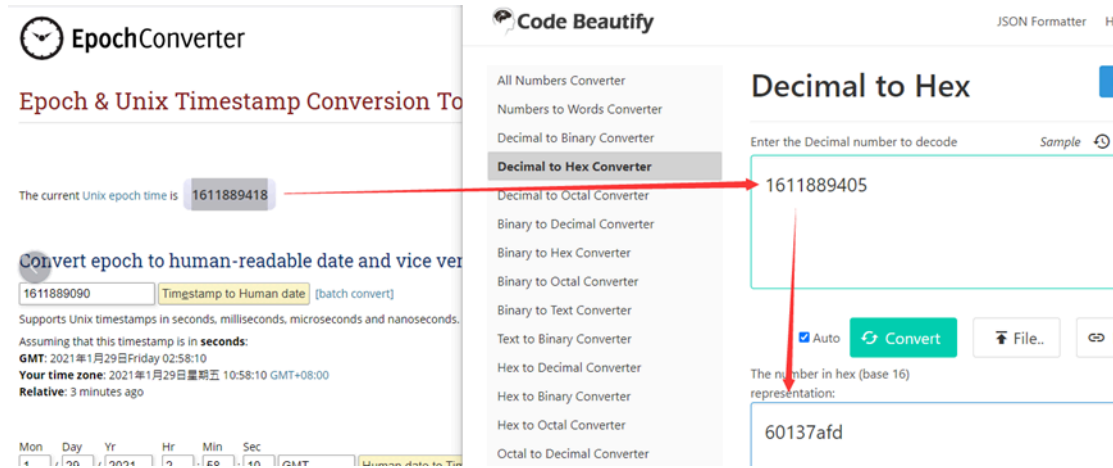 EpochConverter
Epoch & Unix Timestamp Conversion To
The current Unix epoch time is 1611889418
Convert epoch to human-readable date and vice ver
1611889090 Timestamp to Human date [batch convert]
Supports Unix timestamps in seconds, milliseconds, microseconds and nanoseconds.
Assuming that this timestamp is in seconds:
GMT: 2021年1月29日Friday 02:58:10
Your time zone: 2021年1月29日星期五 10:58:10 GMT+08:00
Relative: 3 minutes ago
Mon Day Yr Hr Min Sec
1 / 29 / 2021 2 : 58 : 10 GMT Human date to Tim
Code Beautify
JSON Formatter H
All Numbers Converter
Numbers to Words Converter
Decimal to Binary Converter
Decimal to Hex Converter
Decimal to Octal Converter
Binary to Decimal Converter
Binary to Hex Converter
Binary to Octal Converter
Binary to Text Converter
Text to Binary Converter
Hex to Decimal Converter
Hex to Binary Converter
Hex to Octal Converter
Octal to Decimal Converter
Decimal to Hex
Enter the Decimal number to decode Sample
1611889405
Auto Convert File..
The number in hex (base 16)
representation:
60137afd